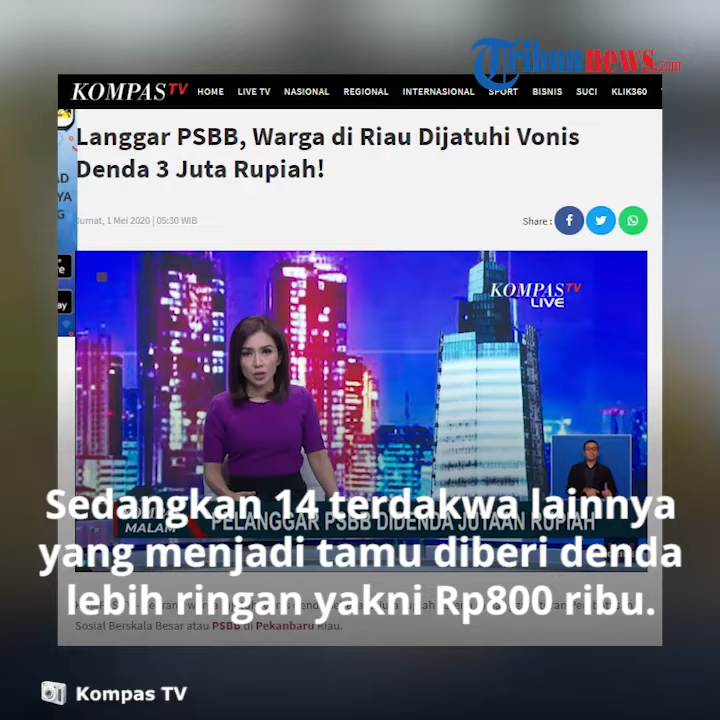 Tribunnews.com
KOMPASTV HOME LIVE TV NASIONAL REGIONAL INTERNASIONAL SPORT BISNIS SUCI KLIK360
Langgar PSBB, Warga di Riau Dijatuhi Vonis
Denda 3 Juta Rupiah!
Jumat, 1 Mei 2020 | 05:30 WIB
Share :
KOMPASTV
LIVE
MALAM
PELANGGAR PSBB DIDENDA JUTAAN RUPIAH
Sedangkan 14 terdakwa lainnya
yang menjadi tamu diberi denda
lebih ringan yakni Rp800 ribu.
Sosial Berskala Besar atau PSBB di Pekanbaru Riau.
Kompas TV